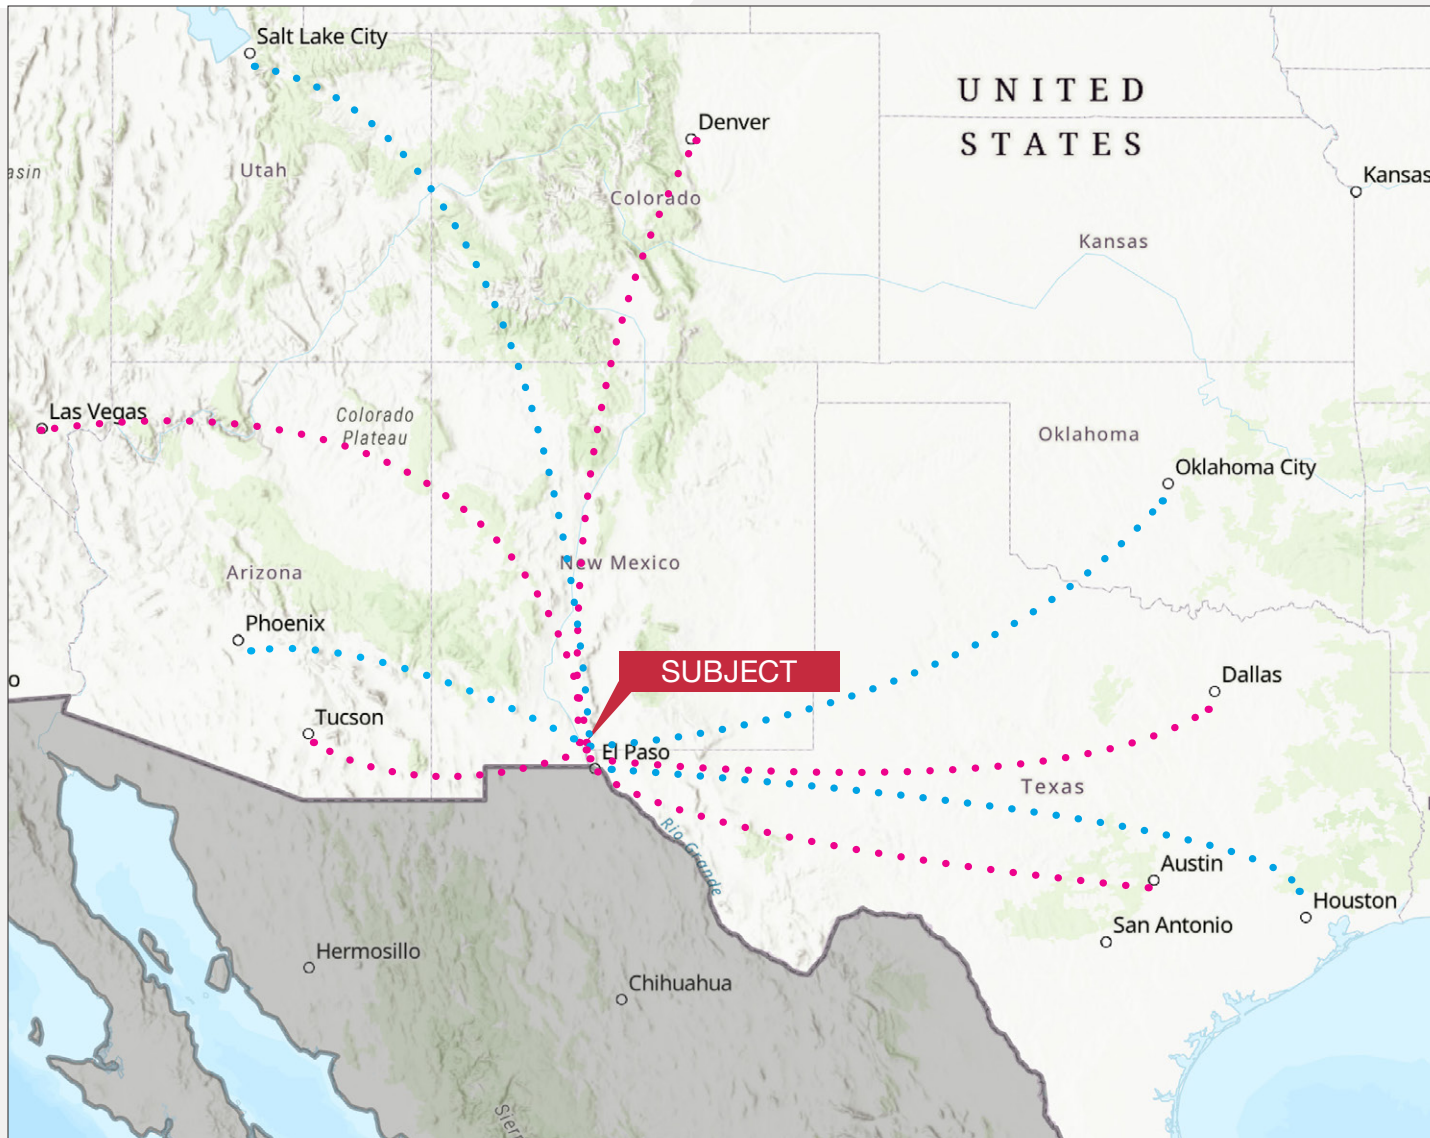 Salt Lake City
UNITED
STATES
Denver
Utah
asin
Colorado
Kansas
Kansas
Las Vegas
Colorado
Plateau
Oklahoma
Oklahoma City
New Mexico
Arizona
Phoenix
SUBJECT
Dallas
o
Tucson
El Paso
Texas
Rio Grande
Austin
Houston
San Antonio
Hermosillo
Chihuahua
Sierr